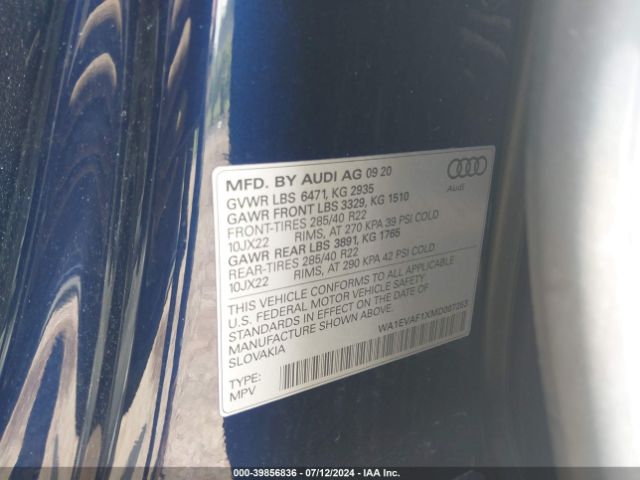 MFD. BY AUDI AG 09 20
GVWR LBS 6471, KG 2935
GAWR FRONT LBS 3329, KG 1510
FRONT-TIRES 285/40 R22
10JX22 RIMS, AT 270 KPA 39 PSI COLD
GAWR REAR LBS 3891, KG 1765
REAR-TIRES 285/40 R22
10JX22 RIMS, AT 290 KPA 42 PSI COLD
Audi
THIS VEHICLE CONFORMS TO ALL APPLICABLE
U.S. FEDERAL MOTOR VEHICLE SAFETY
STANDARDS IN EFFECT ON THE DATE OF
MANUFACTURE SHOWN ABOVE.
SLOVAKIA
WA1EVAF1XMD007263
TYPE:
MPV
000-39856836 - 07/12/2024 - IAA Inc.